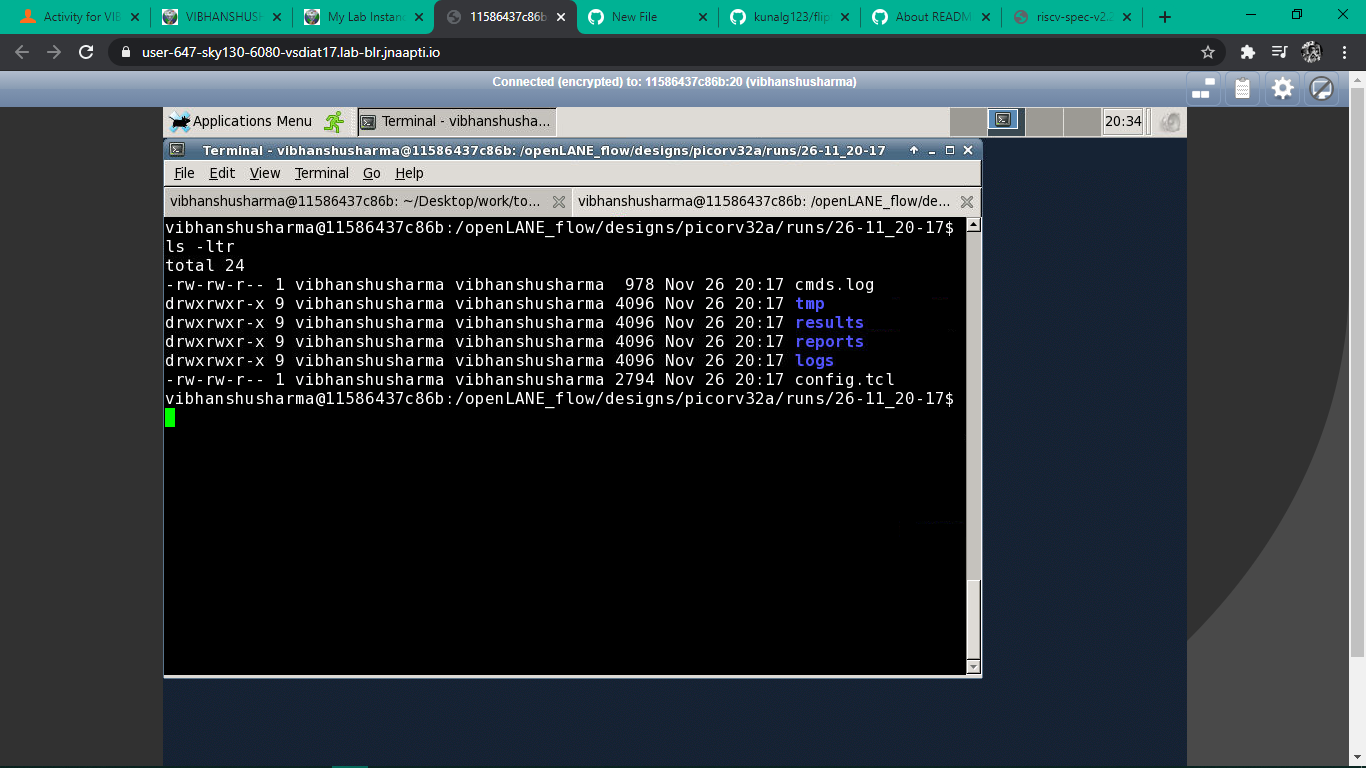 Activity for VIB
VIBHANSHUSH
My Lab Instanc
11586437c86b
New File
kunalg123/flip
About READM
riscv-spec-v2.
user-647-sky130-6080-vsdiat17.lab-blr.jnaapti.io
Connected (encrypted) to: 11586437c86b:20 (vibhanshusharma)
Applications Menu
Terminal - vibhanshusha...
20:34
Terminal - vibhanshusharma@11586437c86b: /openLANE_flow/designs/picorv32a/runs/26-11_20-17
File Edit View Terminal Go Help
vibhanshusharma@11586437c86b: ~/Desktop/work/to...
vibhanshusharma@11586437c86b: /openLANE_flow/de...
vibhanshusharma@11586437c86b:/openLANE_flow/designs/picorv32a/runs/26-11_20-17$
ls -ltr
total 24
-rw-rw-r-- 1 vibhanshusharma vibhanshusharma  978 Nov 26 20:17 cmds.log
drwxrwxr-x 9 vibhanshusharma vibhanshusharma 4096 Nov 26 20:17 tmp
drwxrwxr-x 9 vibhanshusharma vibhanshusharma 4096 Nov 26 20:17 results
drwxrwxr-x 9 vibhanshusharma vibhanshusharma 4096 Nov 26 20:17 reports
drwxrwxr-x 9 vibhanshusharma vibhanshusharma 4096 Nov 26 20:17 logs
-rw-rw-r-- 1 vibhanshusharma vibhanshusharma 2794 Nov 26 20:17 config.tcl
vibhanshusharma@11586437c86b:/openLANE_flow/designs/picorv32a/runs/26-11_20-17$